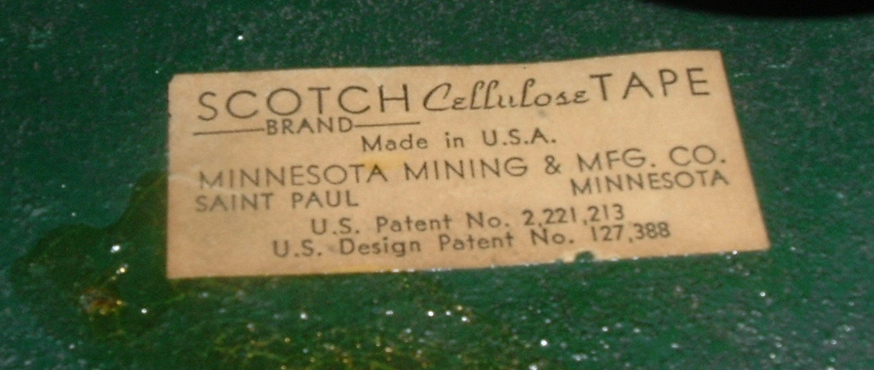 SCOTCH Cellulose TAPE
BRAND
Made in U.S.A.
MINNESOTA MINING & MFG. CO.
SAINT PAUL MINNESOTA
U.S. Patent No. 2,221,213
U.S. Design Patent No. 127,388